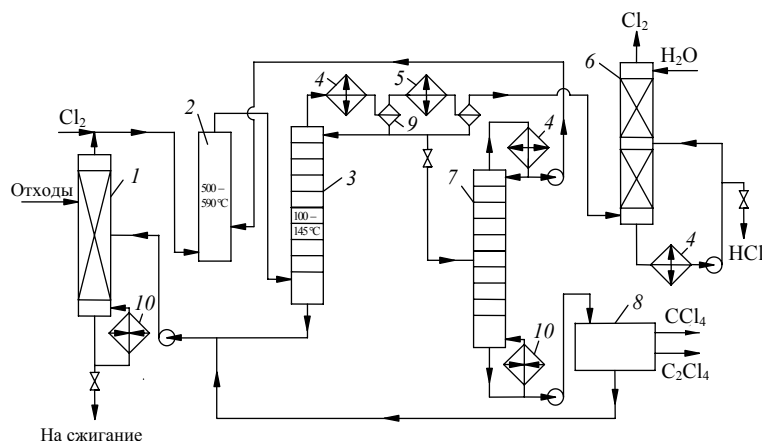 Cl2
H2O
4
5
6
Cl2
2
9
4
Отходы
1
500 –
590 °C
3
7
100 –
145 °C
4
HCl
10
8
CCl4
10
C2Cl4
На сжигание